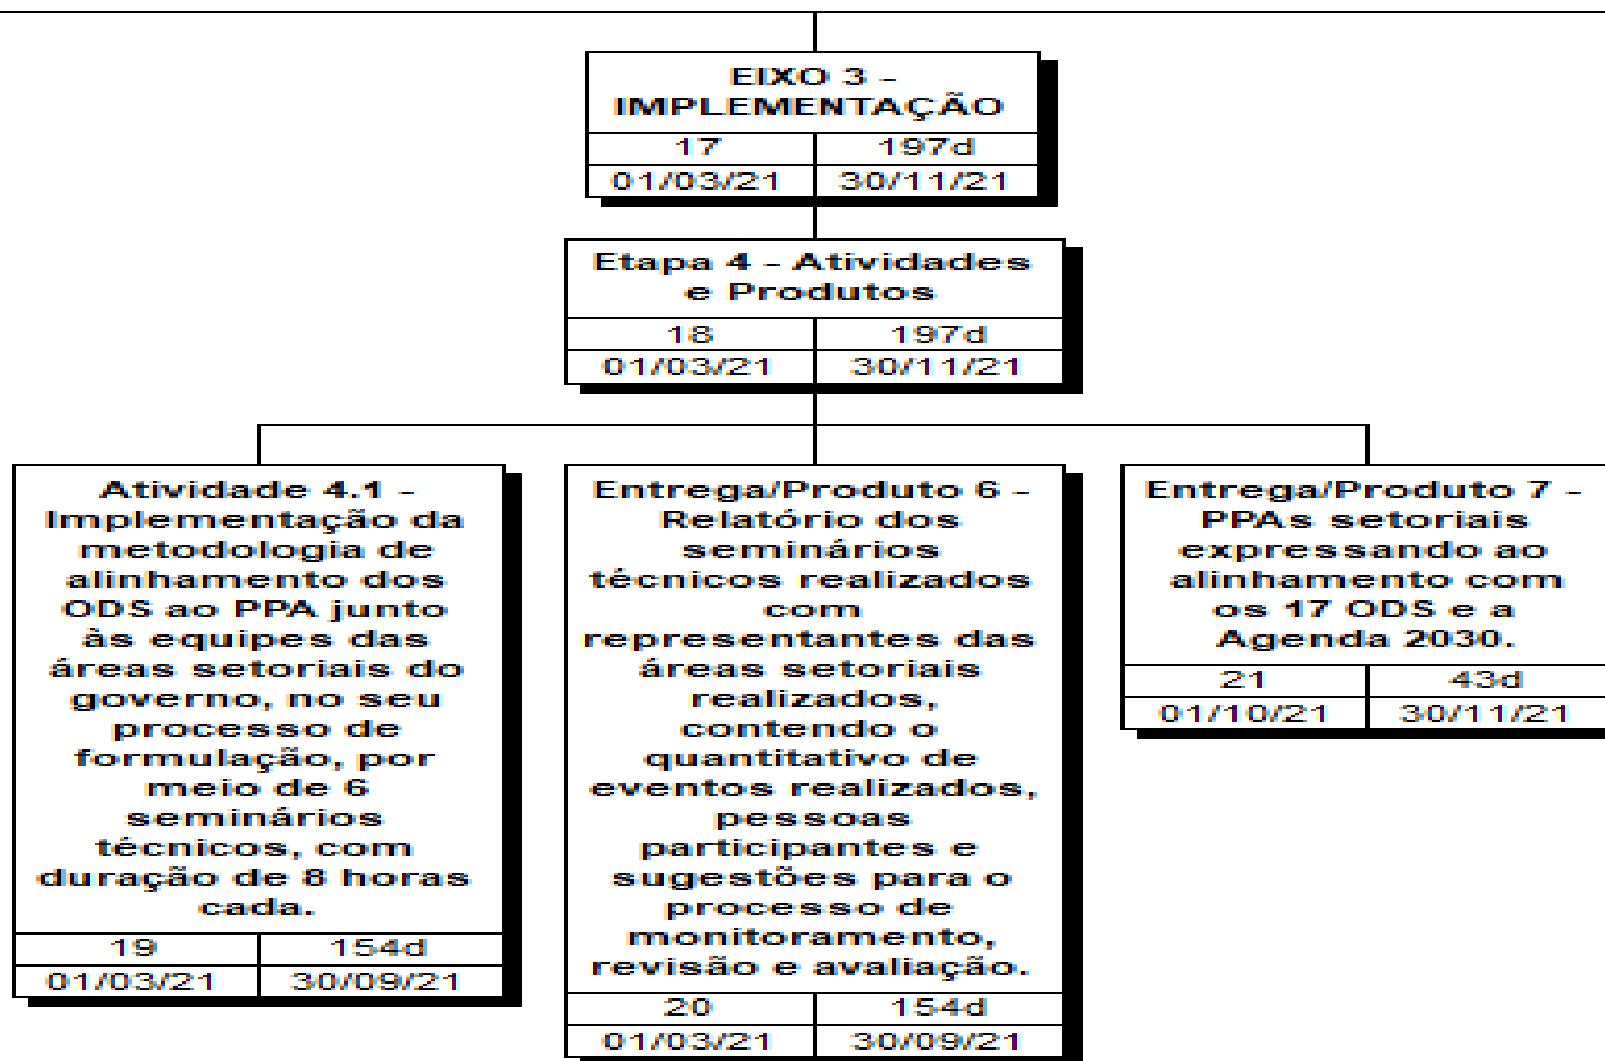 EIXO 3 -
IMPLEMENTAÇÃO
17 197d
01/03/21 30/11/21
Etapa 4 - Atividades
e Produtos
18 197d
01/03/21 30/11/21
Atividade 4.1 -
Implementação da
metodologia de
alinhamento dos
ODS ao PPA junto
às equipes das
áreas setoriais do
governo, no seu
processo de
formulação, por
meio de 6
seminários
técnicos, com
duração de 8 horas
cada.
19 154d
01/03/21 30/09/21
Entrega/Produto 6 -
Relatório dos
seminários
técnicos realizados
com
representantes das
áreas setoriais
realizados,
contendo o
quantitativo de
eventos realizados,
pessoas
participantes e
sugestões para o
processo de
monitoramento,
revisão e avaliação.
20 154d
01/03/21 30/09/21
Entrega/Produto 7 -
PPAs setoriais
expressando ao
alinhamento com
os 17 ODS e a
Agenda 2030.
21 43d
01/10/21 30/11/21